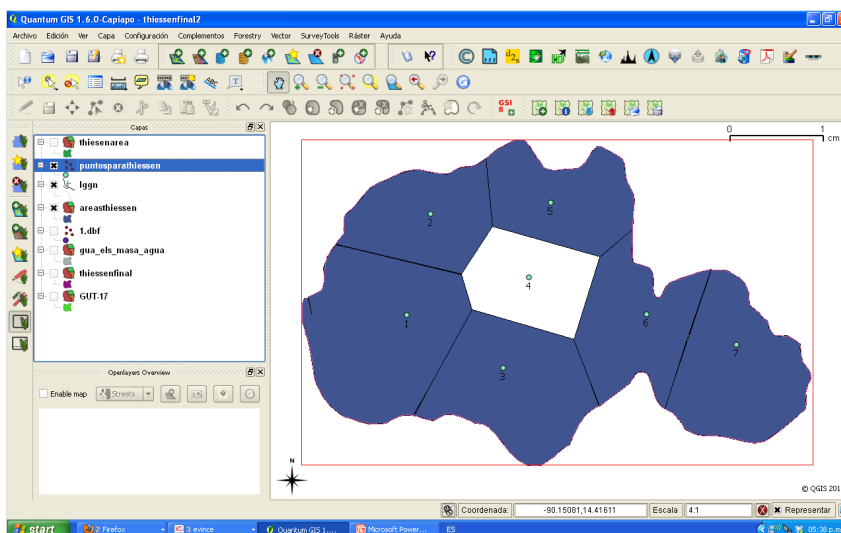 Quantum GIS 1.6.0-Capiapo - thiessenfinal2
Archivo Edición Ver Capa Configuración Complementos Forestry Vector SurveyTools Ráster Ayuda
GSI
Capas
thiesenarea
puntosparathiessen
lggn
areasthiessen
1.dbf
gua_els_masa_agua
thiessenfinal
GUT-17
Openlayers Overview
Enable map Streets
0 1 cm
5
2
4
1
6
7
3
N
© QGIS 201
Coordenada: -90.15081,14.41611 Escala 4:1 Representar
start 2 Firefox 3 evince Quantum GIS 1.... Microsoft Power... ES 05:38 p.m.